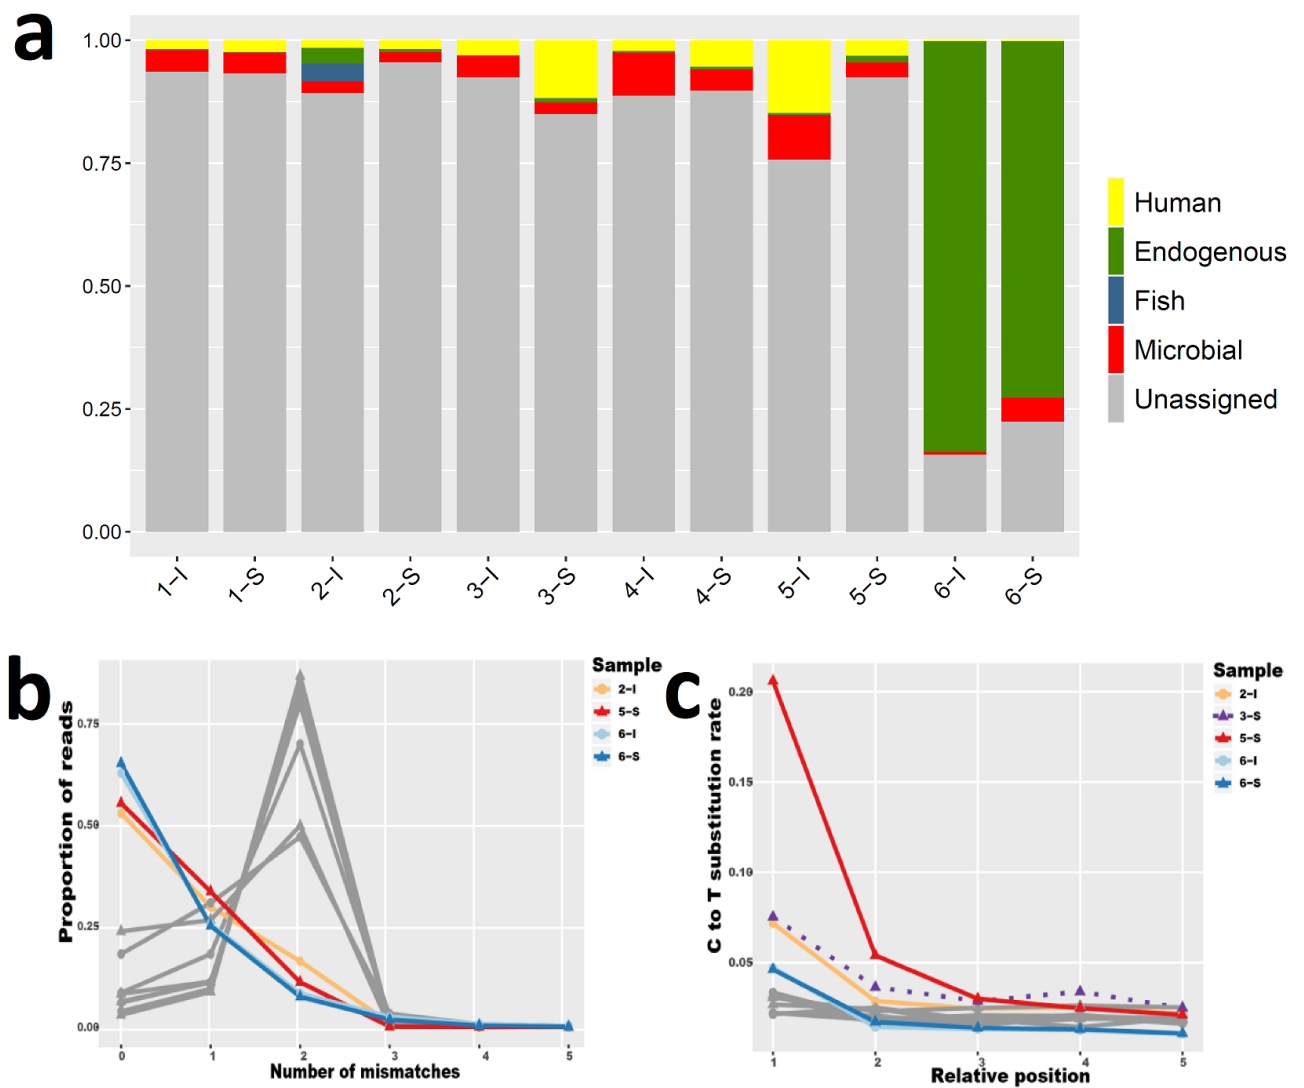 a
1.00
0.75
0.50
0.25
0.00
1-I
1-S
2-I
2-S
3-I
3-S
4-I
4-S
5-I
5-S
6-I
6-S
Human
Endogenous
Fish
Microbial
Unassigned
b
Proportion of reads
0.75
0.50
0.25
0.00
0 1 2 3 4 5
Number of mismatches
Sample
2-I
5-S
6-I
6-S
c
C to T substitution rate
0.20
0.15
0.10
0.05
1 2 3 4 5
Relative position
Sample
2-I
3-S
5-S
6-I
6-S